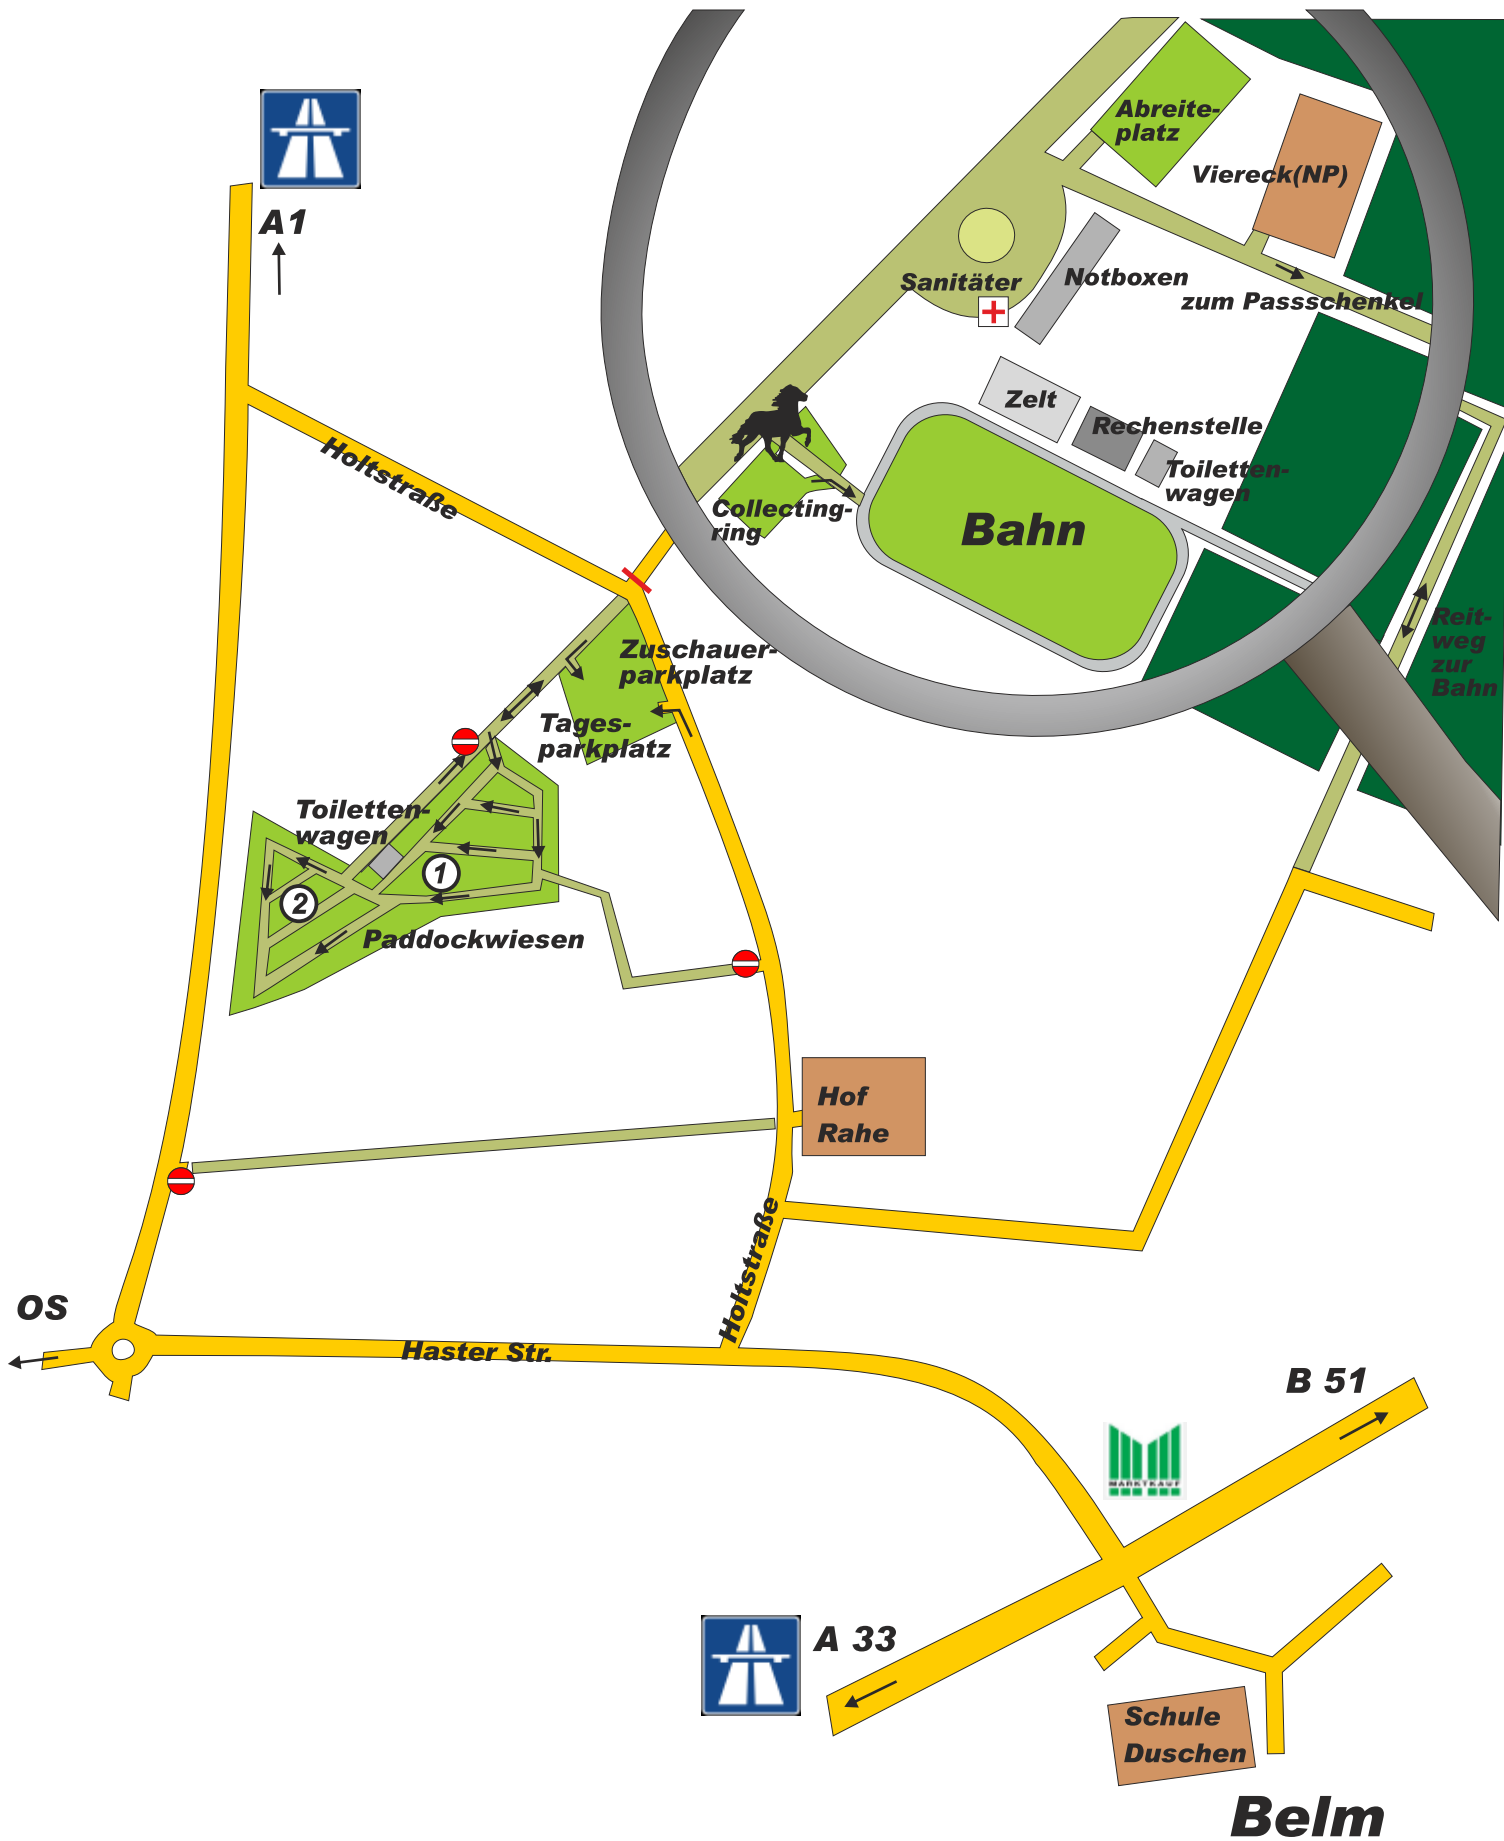 A1
Abreite-
platz
Viereck(NP)
Sanitäter
Notboxen
zum Passschenkel
Zelt
Rechenstelle
Toiletten-
wagen
Collecting-
ring
Bahn
Holtstraße
Zuschauer-
parkplatz
Reit-
weg
zur
Bahn
Tages-
parkplatz
Toiletten-
wagen
1
2
Paddockwiesen
Hof
Rahe
Holtstraße
OS
Haster Str.
B 51
MARKTKAUF
A 33
Schule
Duschen
Belm